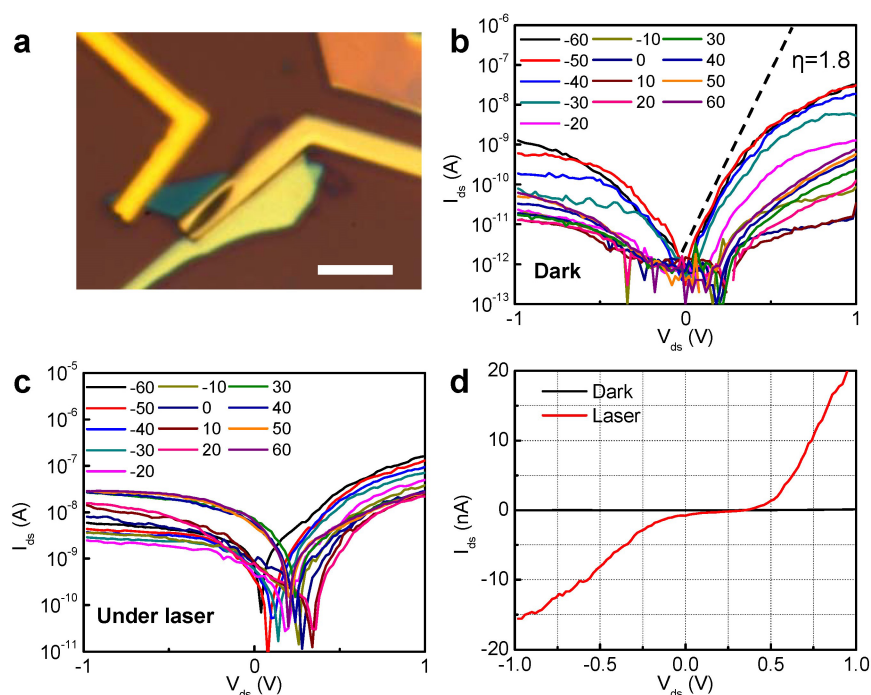 a
b
10^-6
10^-7
10^-8
10^-9
10^-10
10^-11
10^-12
10^-13
I_ds (A)
-60 -10 30
-50 0 40
-40 10 50
-30 20 60
-20
η=1.8
Dark
-1 0 1
V_ds (V)
c
10^-5
10^-6
10^-7
10^-8
10^-9
10^-10
10^-11
I_ds (A)
-60 -10 30
-50 0 40
-40 10 50
-30 20 60
-20
Under laser
-1 0 1
V_ds (V)
d
20
10
0
-10
-20
I_ds (nA)
Dark
Laser
-1.0 -0.5 0.0 0.5 1.0
V_ds (V)